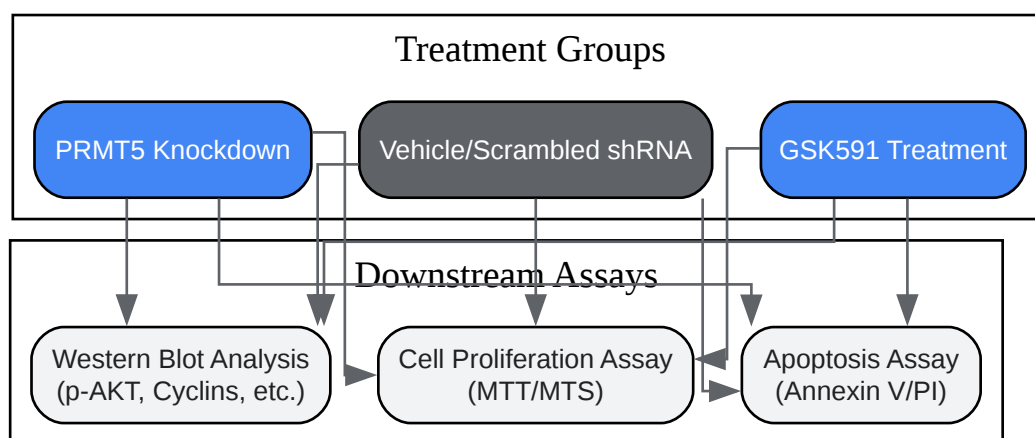 Treatment Groups
PRMT5 Knockdown
Vehicle/Scrambled shRNA
GSK591 Treatment
Downstream Assays
Western Blot Analysis
(p-AKT, Cyclins, etc.)
Cell Proliferation Assay
(MTT/MTS)
Apoptosis Assay
(Annexin V/PI)